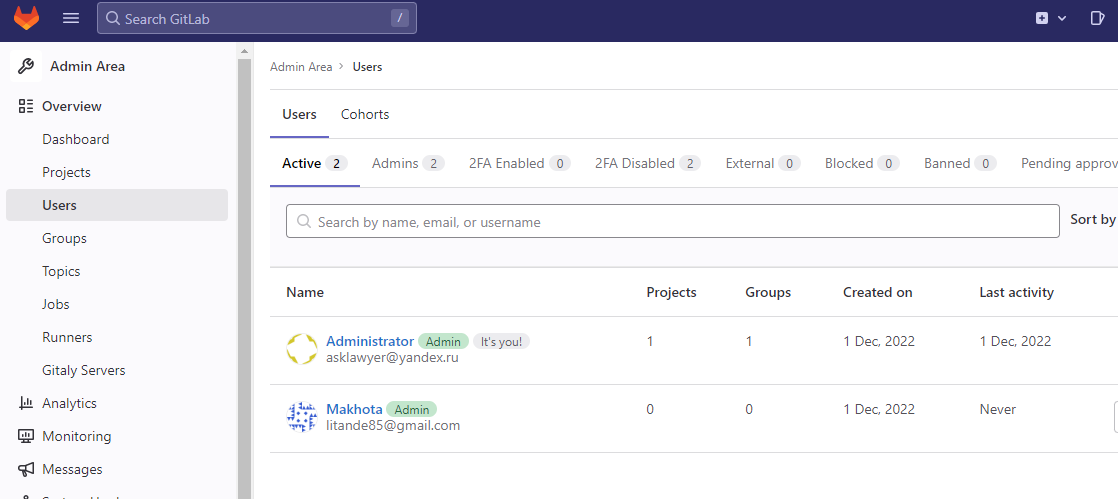 Search GitLab /
Admin Area
Overview
Dashboard
Projects
Users
Groups
Topics
Jobs
Runners
Gitaly Servers
Analytics
Monitoring
Messages
Admin Area > Users
Users Cohorts
Active 2 Admins 2 2FA Enabled 0 2FA Disabled 2 External 0 Blocked 0 Banned 0 Pending approv
Search by name, email, or username Sort by
Name Projects Groups Created on Last activity
Administrator Admin It's you! 1 1 1 Dec, 2022 1 Dec, 2022
asklawyer@yandex.ru
Makhota Admin 0 0 1 Dec, 2022 Never
litande85@gmail.com